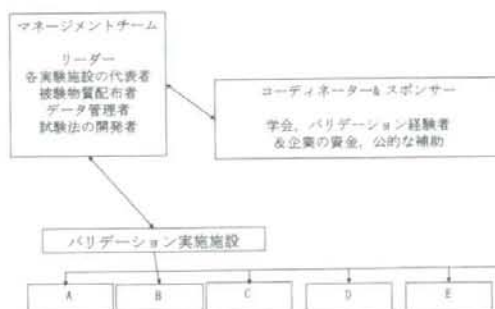 マネージメントチーム
リーダー
各実験施設の代表者
被験物質配布者
データ管理者
試験法の開発者
コーディネーター& スポンサー
学会, バリデーション経験者
&企業の資金, 公的な補助
バリデーション実施施設
A
B
C
D
E